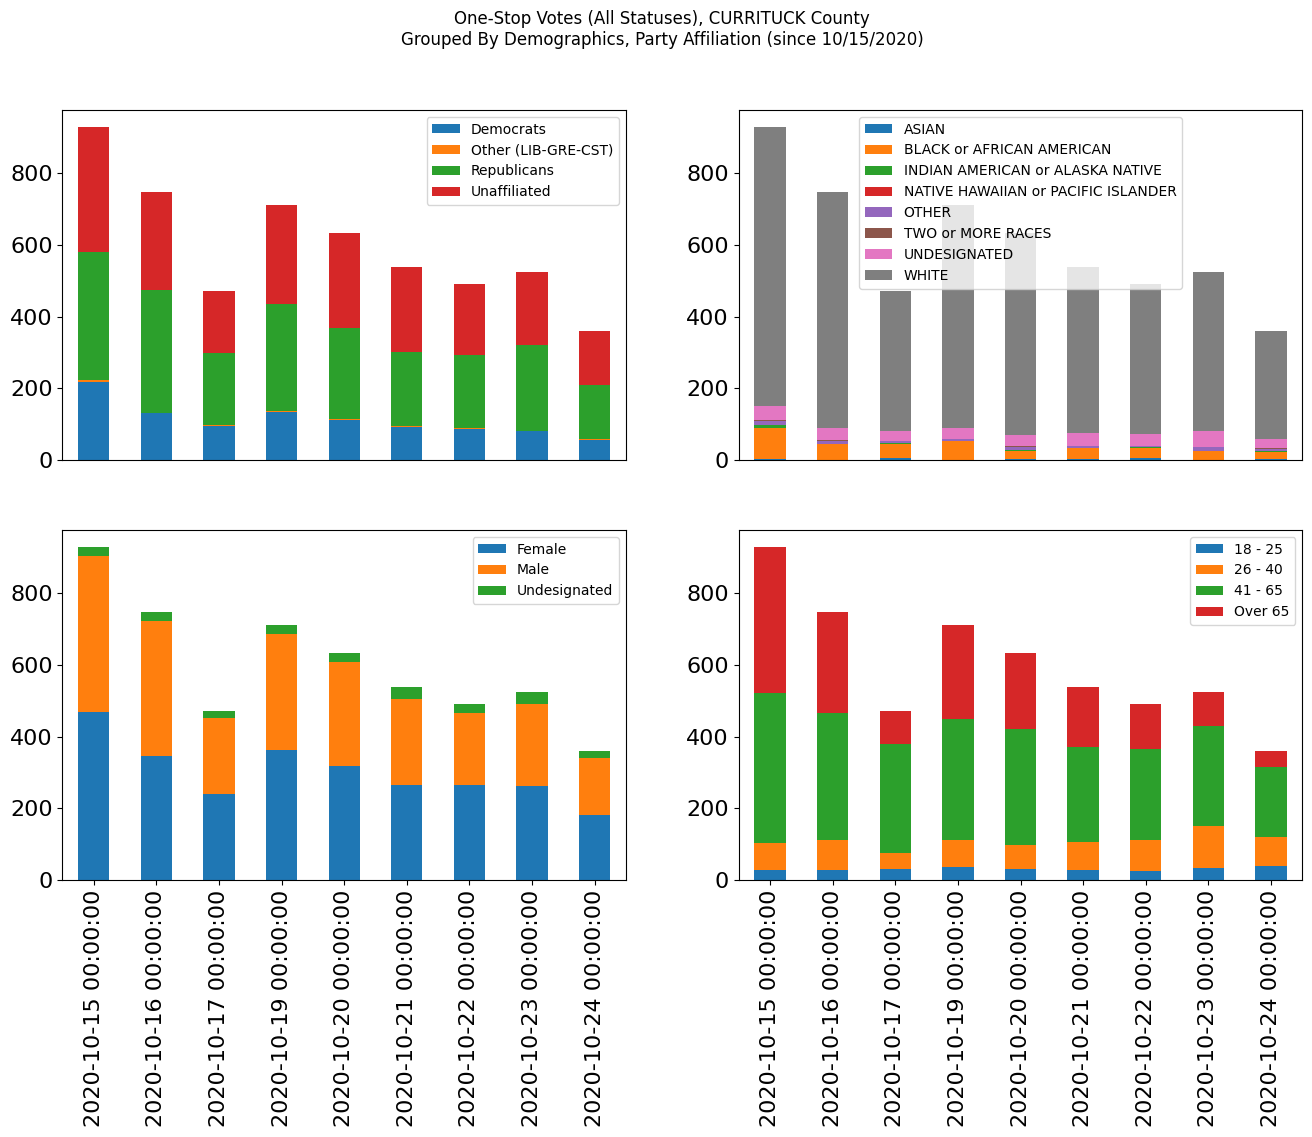 One-Stop Votes (All Statuses), CURRITUCK County
Grouped By Demographics, Party Affiliation (since 10/15/2020)
800
600
400
200
0
Democrats
Other (LIB-GRE-CST)
Republicans
Unaffiliated
800
600
400
200
0
ASIAN
BLACK or AFRICAN AMERICAN
INDIAN AMERICAN or ALASKA NATIVE
NATIVE HAWAIIAN or PACIFIC ISLANDER
OTHER
TWO or MORE RACES
UNDESIGNATED
WHITE
800
600
400
200
0
Female
Male
Undesignated
2020-10-15 00:00:00
2020-10-16 00:00:00
2020-10-17 00:00:00
2020-10-19 00:00:00
2020-10-20 00:00:00
2020-10-21 00:00:00
2020-10-22 00:00:00
2020-10-23 00:00:00
2020-10-24 00:00:00
800
600
400
200
0
18 - 25
26 - 40
41 - 65
Over 65
2020-10-15 00:00:00
2020-10-16 00:00:00
2020-10-17 00:00:00
2020-10-19 00:00:00
2020-10-20 00:00:00
2020-10-21 00:00:00
2020-10-22 00:00:00
2020-10-23 00:00:00
2020-10-24 00:00:00